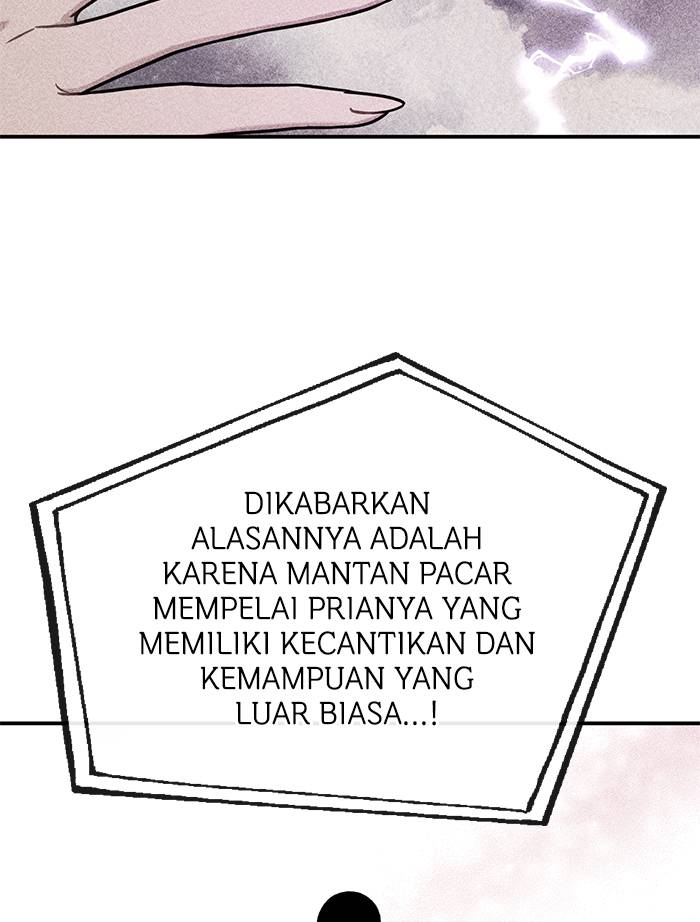 DIKABARKAN
ALASANNYA ADALAH
KARENA MANTAN PACAR
MEMPELAI PRIANYA YANG
MEMILIKI KECANTIKAN DAN
KEMAMPUAN YANG
LUAR BIASA...!